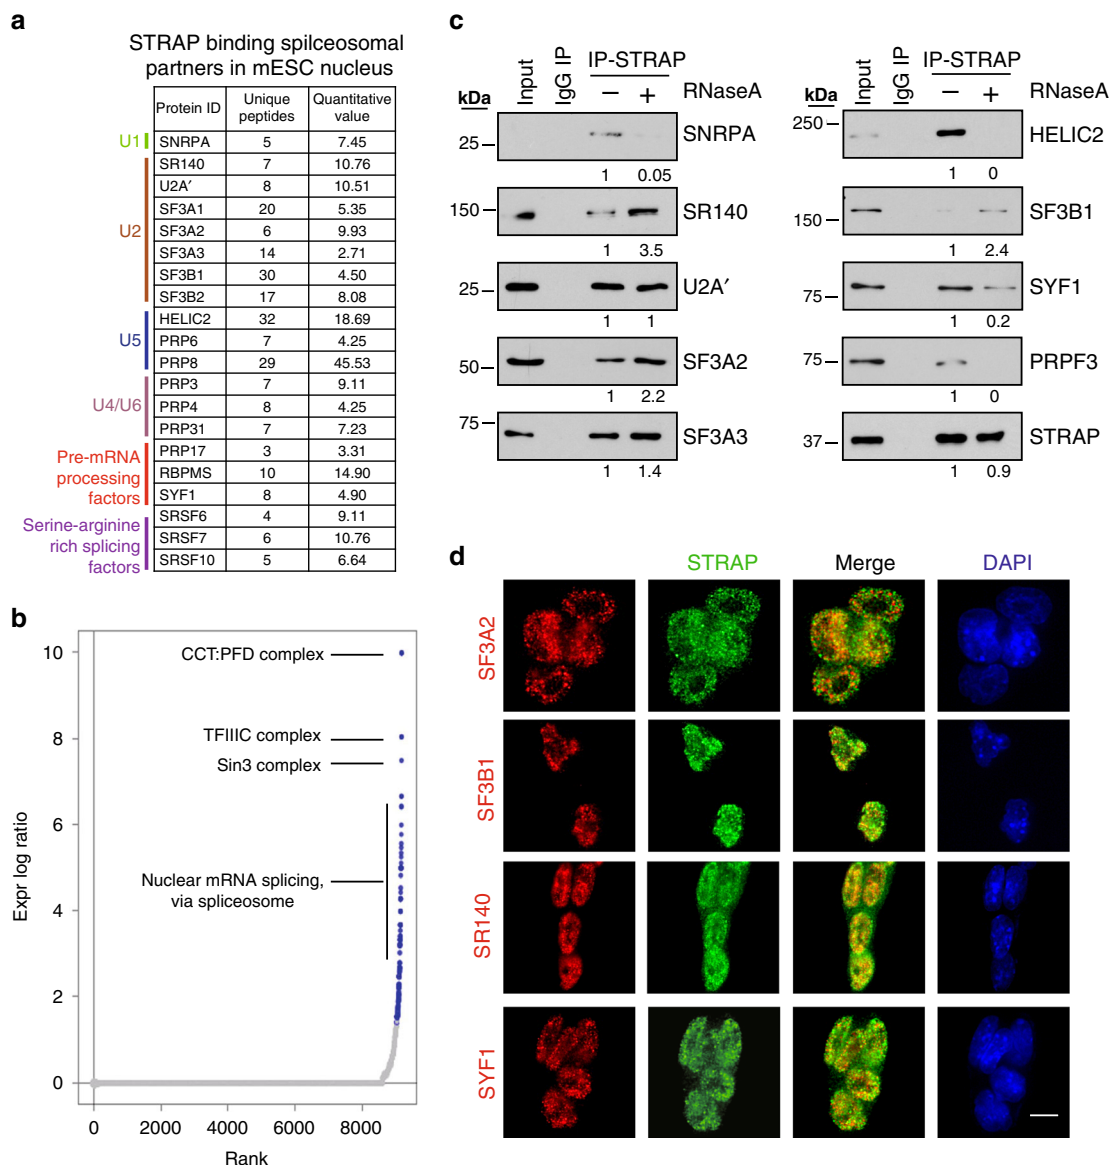 a
STRAP binding spilceosomal
partners in mESC nucleus
Protein ID Unique peptides Quantitative value
U1
SNRPA 5 7.45
U2
SR140 7 10.76
U2A′ 8 10.51
SF3A1 20 5.35
SF3A2 6 9.93
SF3A3 14 2.71
SF3B1 30 4.50
SF3B2 17 8.08
U5
HELIC2 32 18.69
PRP6 7 4.25
PRP8 29 45.53
U4/U6
PRP3 7 9.11
PRP4 8 4.25
PRP31 7 7.23
Pre-mRNA
processing
factors
PRP17 3 3.31
RBPMS 10 14.90
SYF1 8 4.90
Serine-arginine
rich splicing
factors
SRSF6 4 9.11
SRSF7 6 10.76
SRSF10 5 6.64
b
Expr log ratio
10
8
6
4
2
0
CCT:PFD complex
TFIIIC complex
Sin3 complex
Nuclear mRNA splicing,
via spliceosome
0 2000 4000 6000 8000
Rank
c
kDa Input IgG IP IP-STRAP
− + RNaseA
25 SNRPA
1 0.05
150 SR140
1 3.5
25 U2A′
1 1
50 SF3A2
1 2.2
75 SF3A3
1 1.4
kDa Input IgG IP IP-STRAP
− + RNaseA
250 HELIC2
1 0
150 SF3B1
1 2.4
75 SYF1
1 0.2
75 PRPF3
1 0
37 STRAP
1 0.9
d
STRAP Merge DAPI
SF3A2
SF3B1
SR140
SYF1